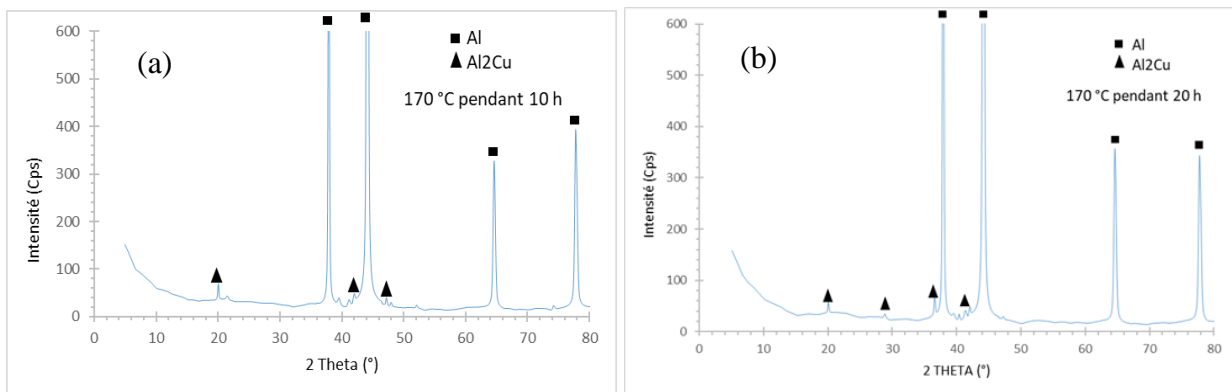 (a)
Al
Al2Cu
170 °C pendant 10 h
Intensité (Cps)
600
500
400
300
200
100
0
0 10 20 30 40 50 60 70 80
2 Theta (°)
(b)
Al
Al2Cu
170 °C pendant 20 h
Intensité (Cps)
600
500
400
300
200
100
0
0 10 20 30 40 50 60 70 80
2 THETA (°)